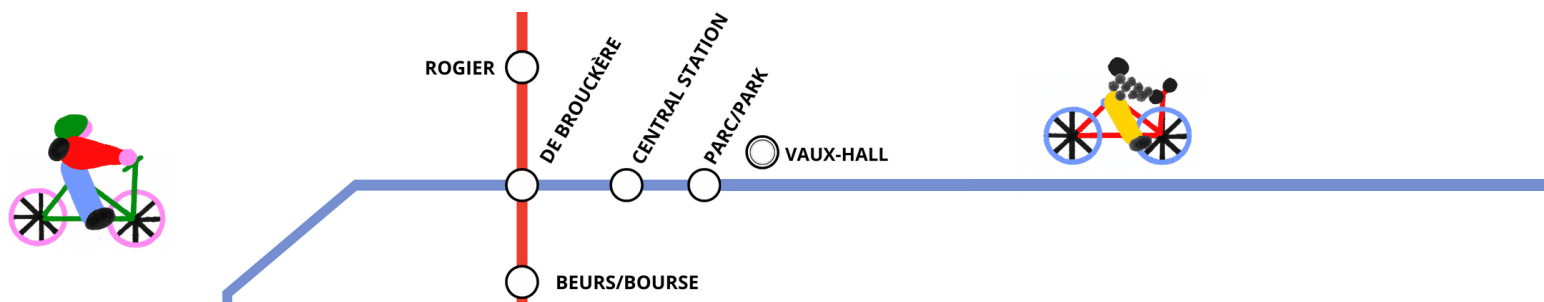 ROGIER
DE BROUCKÈRE
CENTRAL STATION
PARC/PARK
VAUX-HALL
BEURS/BOURSE